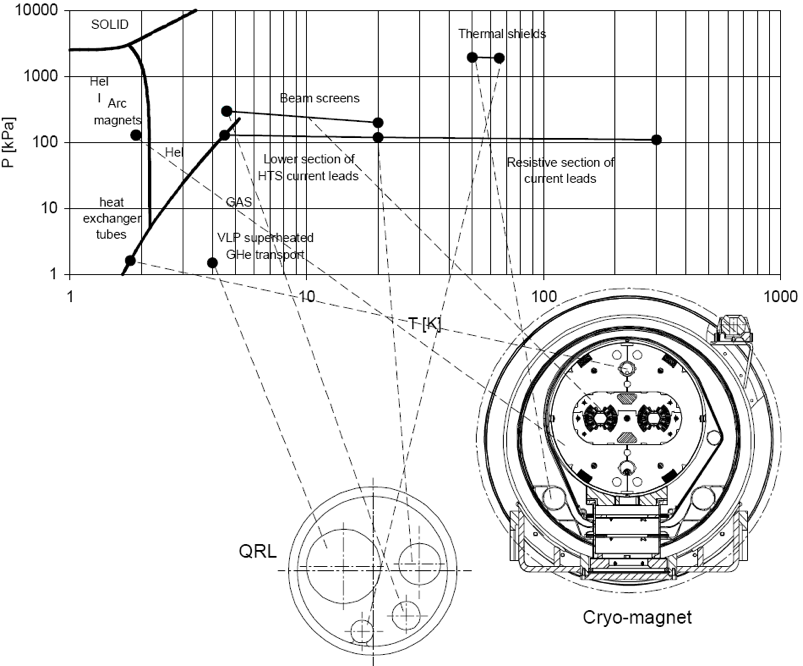 10000
1000
100
10
1
P [kPa]
SOLID
HeI
I
Arc
magnets
HeI
heat
exchanger
tubes
Beam screens
Lower section of
HTS current leads
GAS
VLP superheated
GHe transport
Thermal shields
Resistive section of
current leads
1
10
100
1000
T [K]
QRL
Cryo-magnet